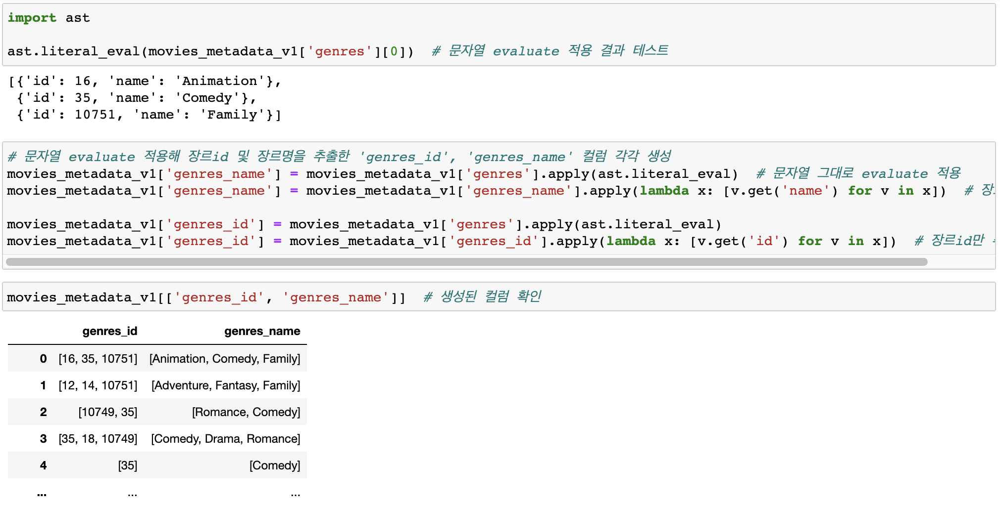 import ast
ast.literal_eval(movies_metadata_v1['genres'][0])  # 문자열 evaluate 적용 결과 테스트
[{'id': 16, 'name': 'Animation'},
 {'id': 35, 'name': 'Comedy'},
 {'id': 10751, 'name': 'Family'}]
# 문자열 evaluate 적용해 장르id 및 장르명을 추출한 'genres_id', 'genres_name' 컬럼 각각 생성
movies_metadata_v1['genres_name'] = movies_metadata_v1['genres'].apply(ast.literal_eval)  # 문자열 그대로 evaluate 적용
movies_metadata_v1['genres_name'] = movies_metadata_v1['genres_name'].apply(lambda x: [v.get('name') for v in x])  #
movies_metadata_v1['genres_id'] = movies_metadata_v1['genres'].apply(ast.literal_eval)
movies_metadata_v1['genres_id'] = movies_metadata_v1['genres_id'].apply(lambda x: [v.get('id') for v in x])  # 장르id만
movies_metadata_v1[['genres_id', 'genres_name']]  # 생성된 컬럼 확인
genres_id genres_name
0 [16, 35, 10751] [Animation, Comedy, Family]
1 [12, 14, 10751] [Adventure, Fantasy, Family]
2 [10749, 35] [Romance, Comedy]
3 [35, 18, 10749] [Comedy, Drama, Romance]
4 [35] [Comedy]
... ... ...